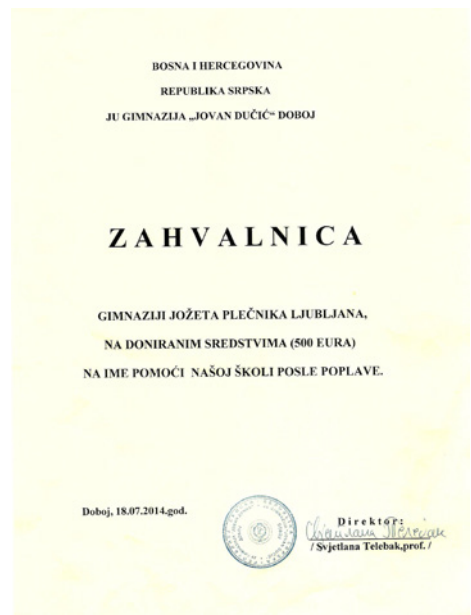 BOSNA I HERCEGOVINA
REPUBLIKA SRPSKA
JU GIMNAZIJA „JOVAN DUČIĆ“ DOBOJ
ZAHVALNICA
GIMNAZIJI JOŽETA PLEČNIKA LJUBLJANA,
NA DONIRANIM SREDSTVIMA (500 EURA)
NA IME POMOĆI NAŠOJ ŠKOLI POSLE POPLAVE.
Doboj, 18.07.2014.god.
Direktor:
/ Svjetlana Telebak,prof. /